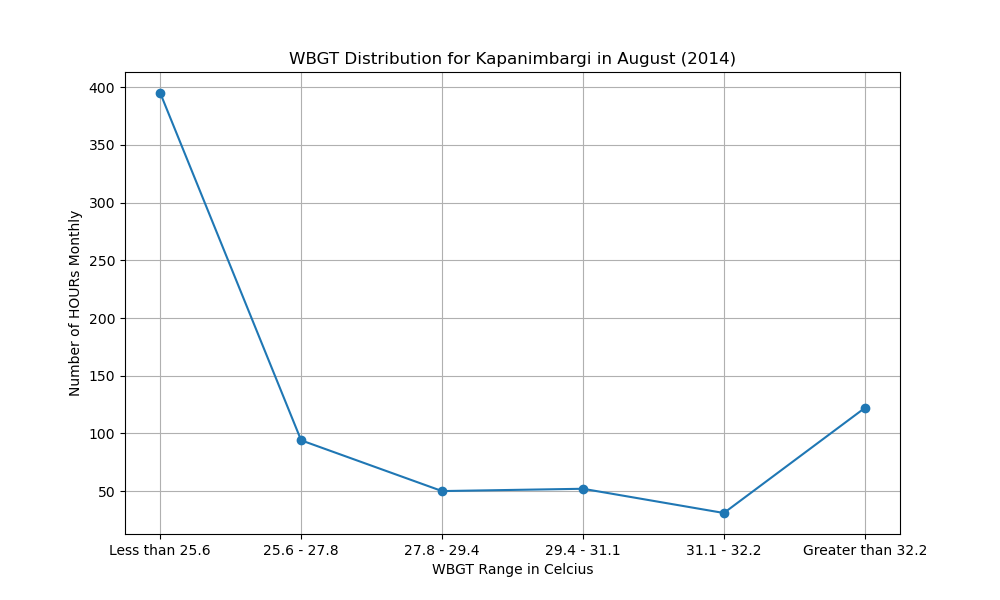 WBGT Distribution for Kapanimbargi in August (2014)
Number of HOURs Monthly
400
350
300
250
200
150
100
50
Less than 25.6
25.6 - 27.8
27.8 - 29.4
29.4 - 31.1
31.1 - 32.2
Greater than 32.2
WBGT Range in Celcius